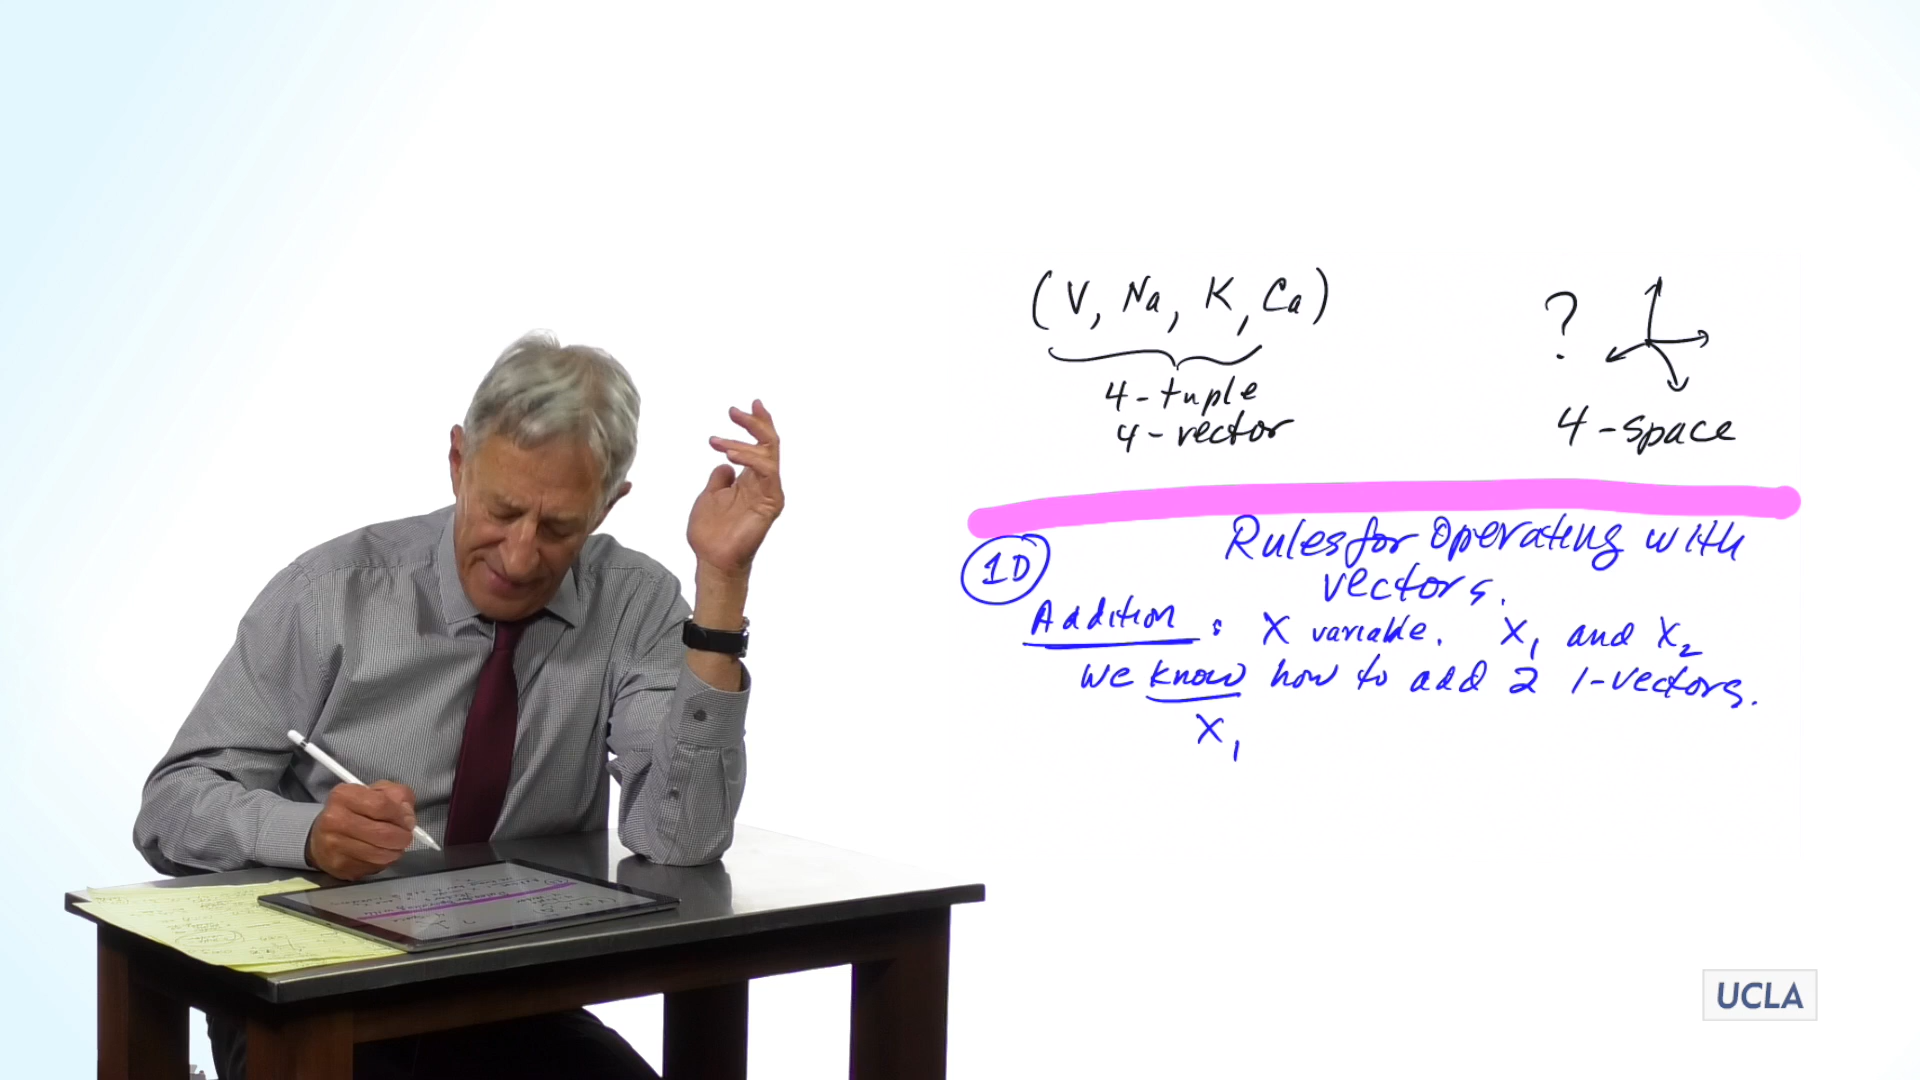 (V, Na, K, Ca)
4-tuple
4-vector
?
4-space
1D
Rules for operating with
vectors.
Addition : X variable. X₁ and X₂
We know how to add 2 1-vectors.
X₁
UCLA